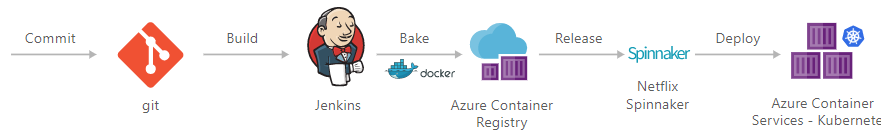 Commit
git
Build
Jenkins
Bake
docker
Azure Container
Registry
Release
Spinnaker
Netflix
Spinnaker
Deploy
Azure Container
Services - Kubernete